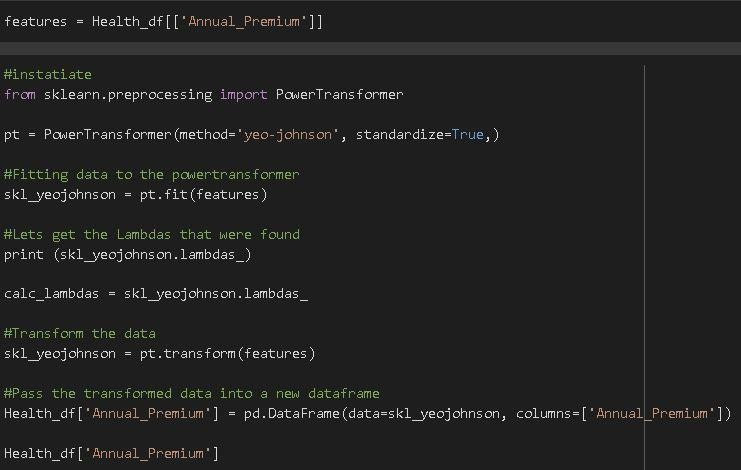 features = Health_df[['Annual_Premium']]
#instatiate
from sklearn.preprocessing import PowerTransformer
pt = PowerTransformer(method='yeo-johnson', standardize=True,)
#Fitting data to the powertransformer
skl_yeojohnson = pt.fit(features)
#Lets get the Lambdas that were found
print (skl_yeojohnson.lambdas_)
calc_lambdas = skl_yeojohnson.lambdas_
#Transform the data
skl_yeojohnson = pt.transform(features)
#Pass the transformed data into a new dataframe
Health_df['Annual_Premium'] = pd.DataFrame(data=skl_yeojohnson, columns=['Annual_Premium'])
Health_df['Annual_Premium']